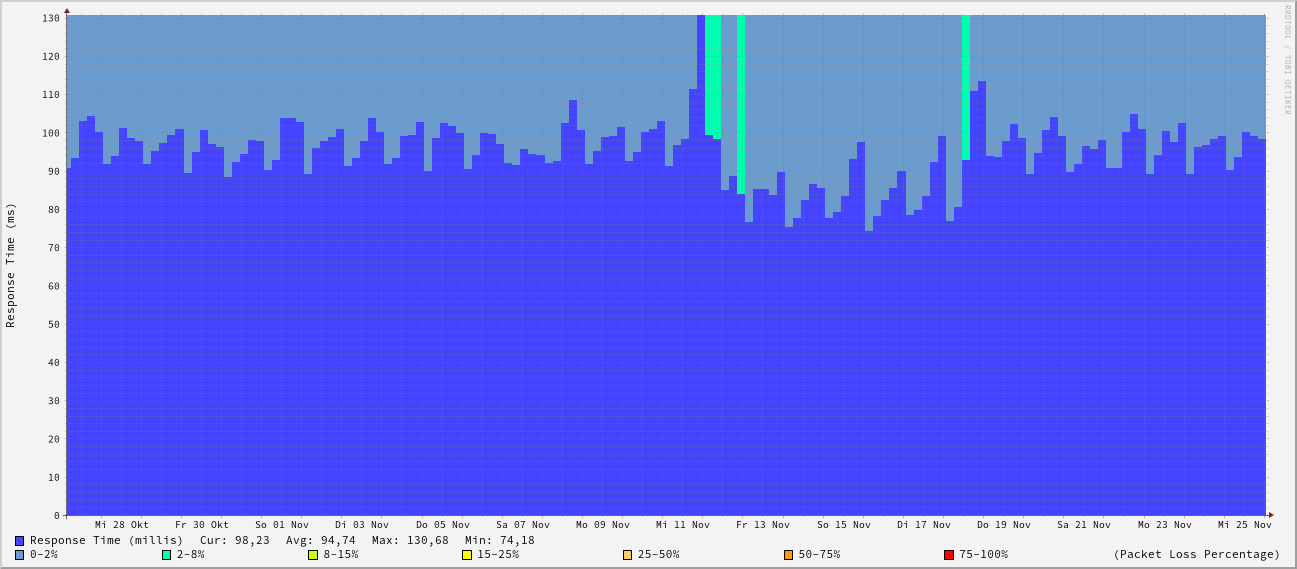 RRDTOOL / TOBI OETIKER
Response Time (ms)
130
120
110
100
90
80
70
60
50
40
30
20
10
0
Mi 28 Okt Fr 30 Okt So 01 Nov Di 03 Nov Do 05 Nov Sa 07 Nov Mo 09 Nov Mi 11 Nov Fr 13 Nov So 15 Nov Di 17 Nov Do 19 Nov Sa 21 Nov Mo 23 Nov Mi 25 Nov
Response Time (millis) Cur: 98,23 Avg: 94,74 Max: 130,68 Min: 74,18
0-2% 2-8% 8-15% 15-25% 25-50% 50-75% 75-100% (Packet Loss Percentage)